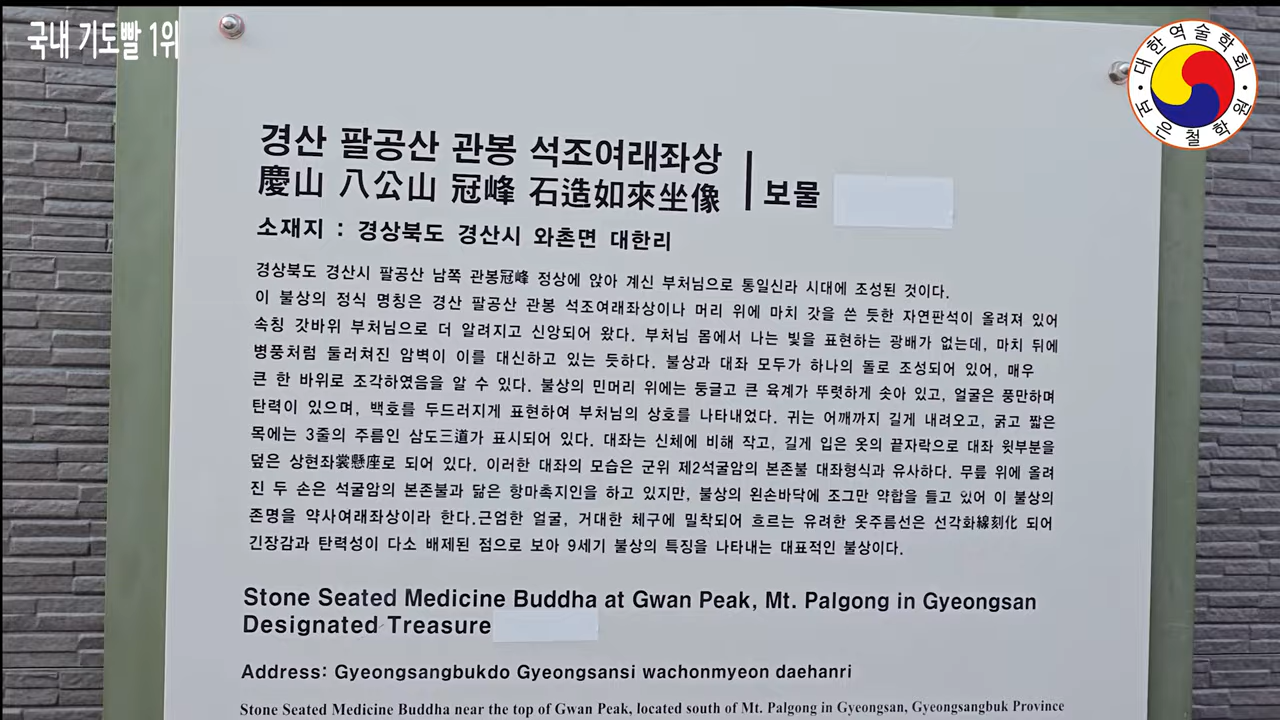 국내 기도빨 1위
대한역술학회
보은철학원
경산 팔공산 관봉 석조여래좌상
慶山 八公山 冠峰 石造如來坐像
보물
소재지 : 경상북도 경산시 와촌면 대한리
경상북도 경산시 팔공산 남쪽 관봉冠峰 정상에 앉아 계신 부처님으로 통일신라 시대에 조성된 것이다.
이 불상의 정식 명칭은 경산 팔공산 관봉 석조여래좌상이나 머리 위에 마치 갓을 쓴 듯한 자연판석이 올려져 있어
속칭 갓바위 부처님으로 더 알려지고 신앙되어 왔다. 부처님 몸에서 나는 빛을 표현하는 광배가 없는데, 마치 뒤에
병풍처럼 둘러쳐진 암벽이 이를 대신하고 있는 듯하다. 불상과 대좌 모두가 하나의 돌로 조성되어 있어, 매우
큰 한 바위로 조각하였음을 알 수 있다. 불상의 민머리 위에는 둥글고 큰 육계가 뚜렷하게 솟아 있고, 얼굴은 풍만하며
탄력이 있으며, 백호를 두드러지게 표현하여 부처님의 상호를 나타내었다. 귀는 어깨까지 길게 내려오고, 굵고 짧은
목에는 3줄의 주름인 삼도三道가 표시되어 있다. 대좌는 신체에 비해 작고, 길게 입은 옷의 끝자락으로 대좌 윗부분을
덮은 상현좌裳懸座로 되어 있다. 이러한 대좌의 모습은 군위 제2석굴암의 본존불 대좌형식과 유사하다. 무릎 위에 올려
진 두 손은 석굴암의 본존불과 닮은 항마촉지인을 하고 있지만, 불상의 왼손바닥에 조그만 약합을 들고 있어 이 불상의
존명을 약사여래좌상이라 한다.근엄한 얼굴, 거대한 체구에 밀착되어 흐르는 유려한 옷주름선은 선각화線刻化 되어
긴장감과 탄력성이 다소 배제된 점으로 보아 9세기 불상의 특징을 나타내는 대표적인 불상이다.
Stone Seated Medicine Buddha at Gwan Peak, Mt. Palgong in Gyeongsan
Designated Treasure
Address: Gyeongsangbukdo Gyeongsansi wachonmyeon daehanri
Stone Seated Medicine Buddha near the top of Gwan Peak, located south of Mt. Palgong in Gyeongsan, Gyeongsangbuk Province